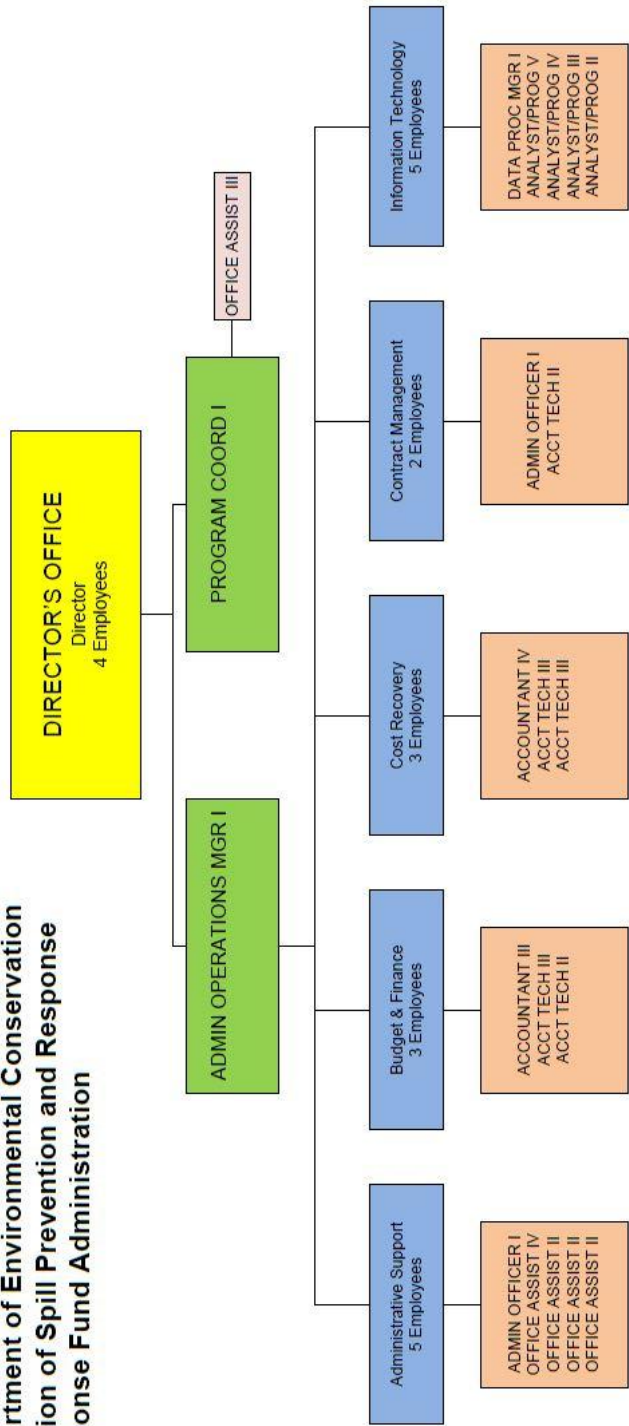 rtment of Environmental Conservation
ion of Spill Prevention and Response
onse Fund Administration
DIRECTOR'S OFFICE
Director
4 Employees
ADMIN OPERATIONS MGR I
PROGRAM COORD I
OFFICE ASSIST III
Administrative Support
5 Employees
Budget & Finance
3 Employees
Cost Recovery
3 Employees
Contract Management
2 Employees
Information Technology
5 Employees
ADMIN OFFICER I
OFFICE ASSIST IV
OFFICE ASSIST II
OFFICE ASSIST II
OFFICE ASSIST II
ACCOUNTANT III
ACCT TECH III
ACCT TECH II
ACCOUNTANT IV
ACCT TECH III
ACCT TECH III
ADMIN OFFICER I
ACCT TECH II
DATA PROC MGR I
ANALYST/PROG V
ANALYST/PROG IV
ANALYST/PROG III
ANALYST/PROG II